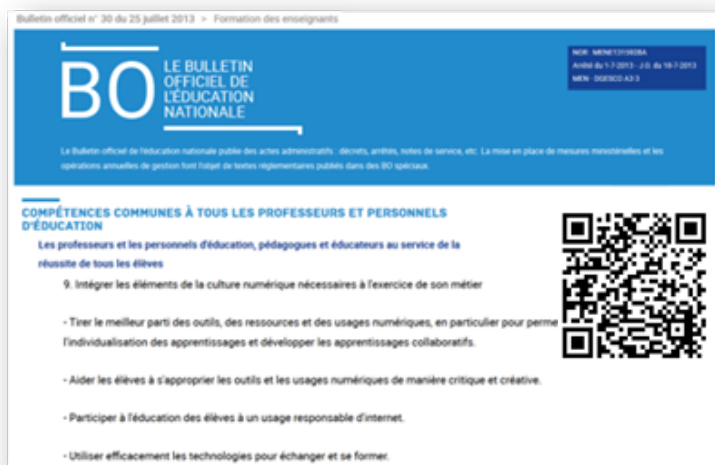 Bulletin officiel n° 30 du 25 juillet 2013 > Formation des enseignants
BO
LE BULLETIN
OFFICIEL DE
L'ÉDUCATION
NATIONALE
Arrêté du 1-7-2013 - J.O. du 18-7-2013
MEN - DGESCO A3-3
Le Bulletin officiel de l'éducation nationale publie des actes administratifs : décrets, arrêtés, notes de service, etc. La mise en place de mesures ministérielles et les
opérations annuelles de gestion font l'objet de textes réglementaires publiés dans des BO spéciaux.
COMPÉTENCES COMMUNES À TOUS LES PROFESSEURS ET PERSONNELS
D'ÉDUCATION
Les professeurs et les personnels d'éducation, pédagogues et éducateurs au service de la
réussite de tous les élèves
9. Intégrer les éléments de la culture numérique nécessaires à l'exercice de son métier
- Tirer le meilleur parti des outils, des ressources et des usages numériques, en particulier pour perme
l'individualisation des apprentissages et développer les apprentissages collaboratifs.
- Aider les élèves à s'approprier les outils et les usages numériques de manière critique et créative.
- Participer à l'éducation des élèves à un usage responsable d'internet.
- Utiliser efficacement les technologies pour échanger et se former.